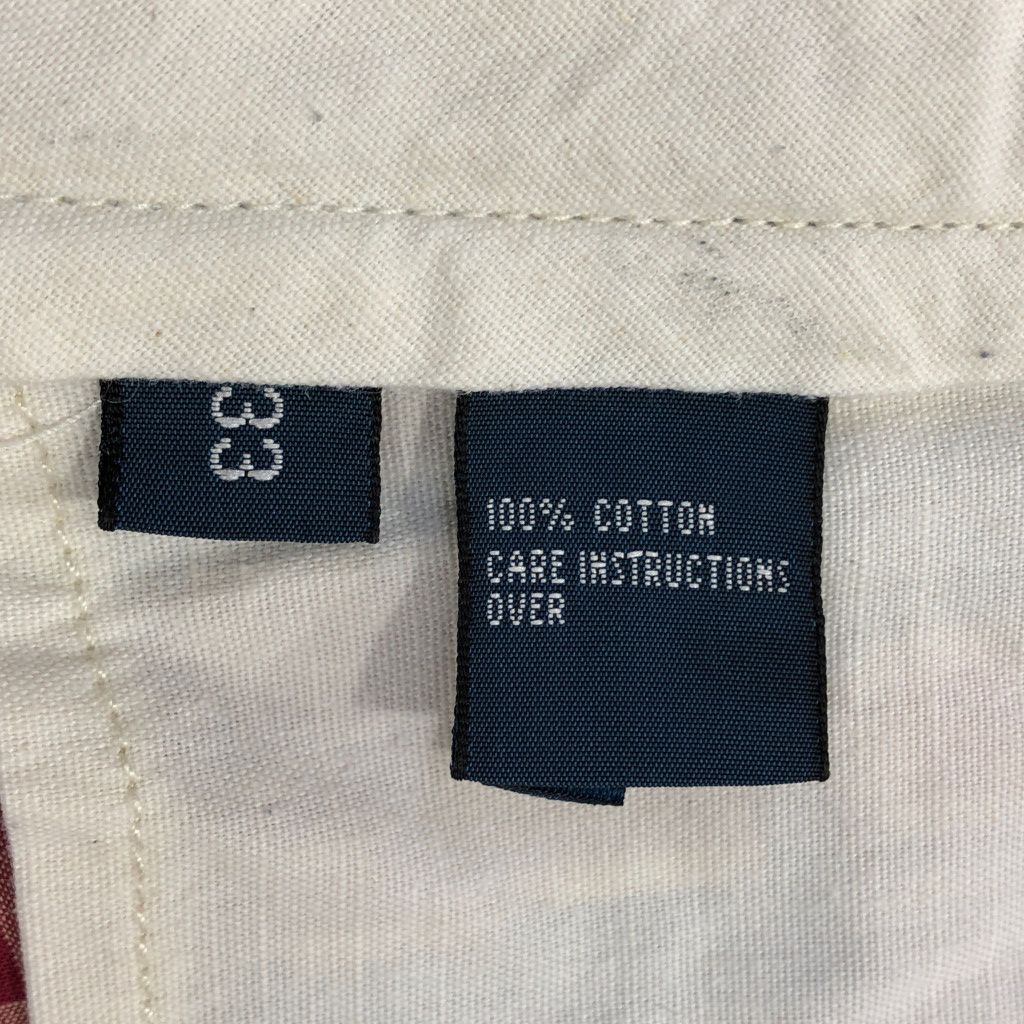 33
100% COTTON
CARE INSTRUCTIONS
OVER